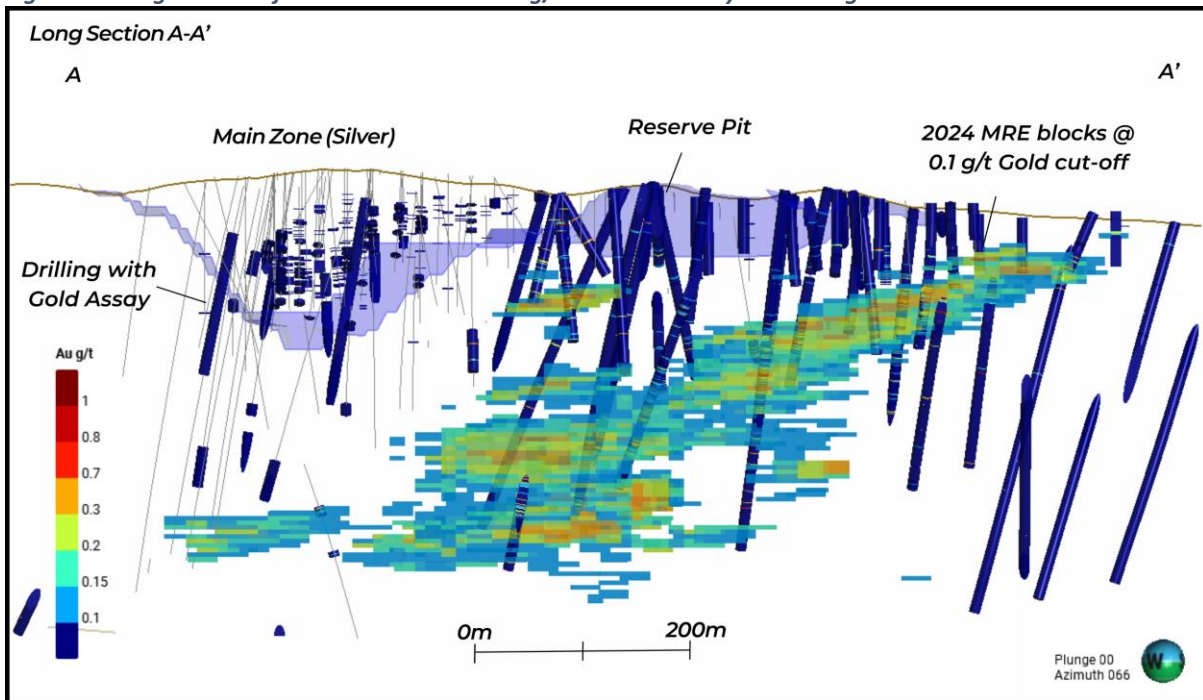 Long Section A-A'
A
A'
Main Zone (Silver)
Reserve Pit
2024 MRE blocks @
0.1 g/t Gold cut-off
Drilling with
Gold Assay
Au g/t
1
0.8
0.7
0.3
0.2
0.15
0.1
0m
200m
Plunge 00
Azimuth 066
W